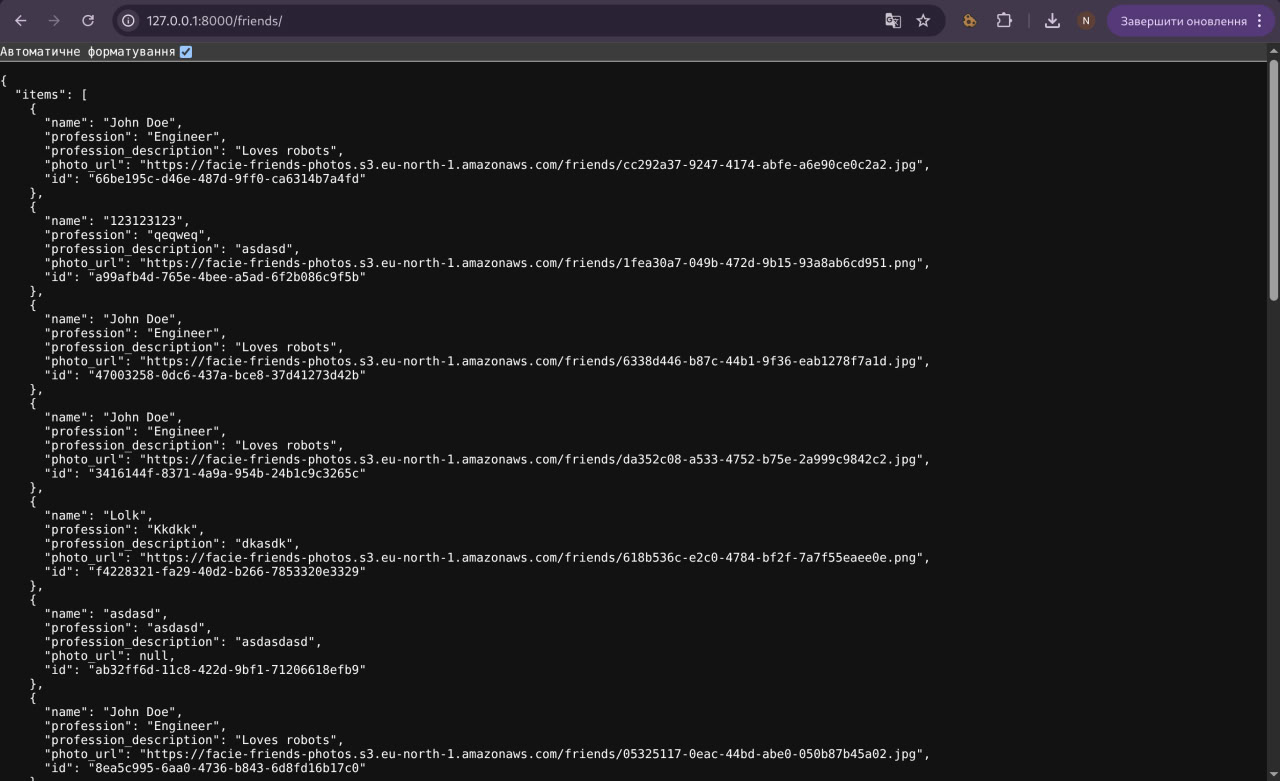 127.0.0.1:8000/friends/
N
Завершити оновлення
Автоматичне форматування
{
"items": [
{
"name": "John Doe",
"profession": "Engineer",
"profession_description": "Loves robots",
"photo_url": "https://facie-friends-photos.s3.eu-north-1.amazonaws.com/friends/cc292a37-9247-4174-abfe-a6e90ce0c2a2.jpg",
"id": "66be195c-d46e-487d-9ff0-ca6314b7a4fd"
},
{
"name": "123123123",
"profession": "qeqweq",
"profession_description": "asdasd",
"photo_url": "https://facie-friends-photos.s3.eu-north-1.amazonaws.com/friends/1fea30a7-049b-472d-9b15-93a8ab6cd951.png",
"id": "a99afb4d-765e-4bee-a5ad-6f2b086c9f5b"
},
{
"name": "John Doe",
"profession": "Engineer",
"profession_description": "Loves robots",
"photo_url": "https://facie-friends-photos.s3.eu-north-1.amazonaws.com/friends/6338d446-b87c-44b1-9f36-eab1278f7a1d.jpg",
"id": "47003258-0dc6-437a-bce8-37d41273d42b"
},
{
"name": "John Doe",
"profession": "Engineer",
"profession_description": "Loves robots",
"photo_url": "https://facie-friends-photos.s3.eu-north-1.amazonaws.com/friends/da352c08-a533-4752-b75e-2a999c9842c2.jpg",
"id": "3416144f-8371-4a9a-954b-24b1c9c3265c"
},
{
"name": "Lolk",
"profession": "Kkdkk",
"profession_description": "dkasdk",
"photo_url": "https://facie-friends-photos.s3.eu-north-1.amazonaws.com/friends/618b536c-e2c0-4784-bf2f-7a7f55eaee0e.png",
"id": "f4228321-fa29-40d2-b266-7853320e3329"
},
{
"name": "asdasd",
"profession": "asdasd",
"profession_description": "asdasdasd",
"photo_url": null,
"id": "ab32ff6d-11c8-422d-9bf1-71206618efb9"
},
{
"name": "John Doe",
"profession": "Engineer",
"profession_description": "Loves robots",
"photo_url": "https://facie-friends-photos.s3.eu-north-1.amazonaws.com/friends/05325117-0eac-44bd-abe0-050b87b45a02.jpg",
"id": "8ea5c995-6aa0-4736-b843-6d8fd16b17c0"